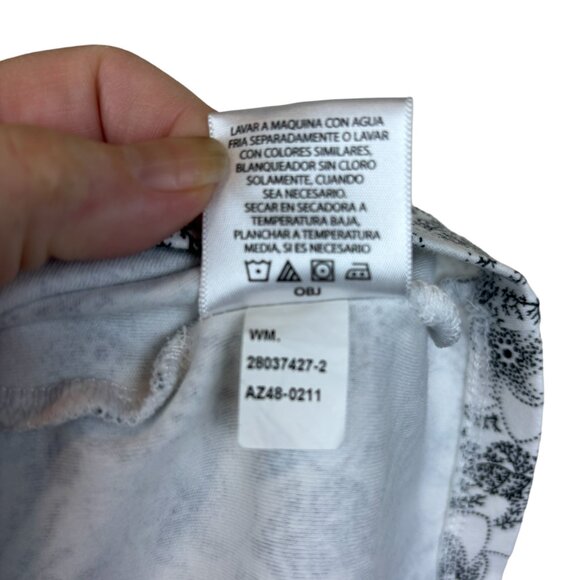 LAVAR A MAQUINA CON AGUA
FRIA SEPARADAMENTE O LAVAR
CON COLORES SIMILARES,
BLANQUEADOR SIN CLORO
SOLAMENTE, CUANDO
SEA NECESARIO.
SECAR EN SECADORA A
TEMPERATURA BAJA,
PLANCHAR A TEMPERATURA
MEDIA, SI ES NECESARIO
OBJ
WM.
28037427-2
AZ48-0211